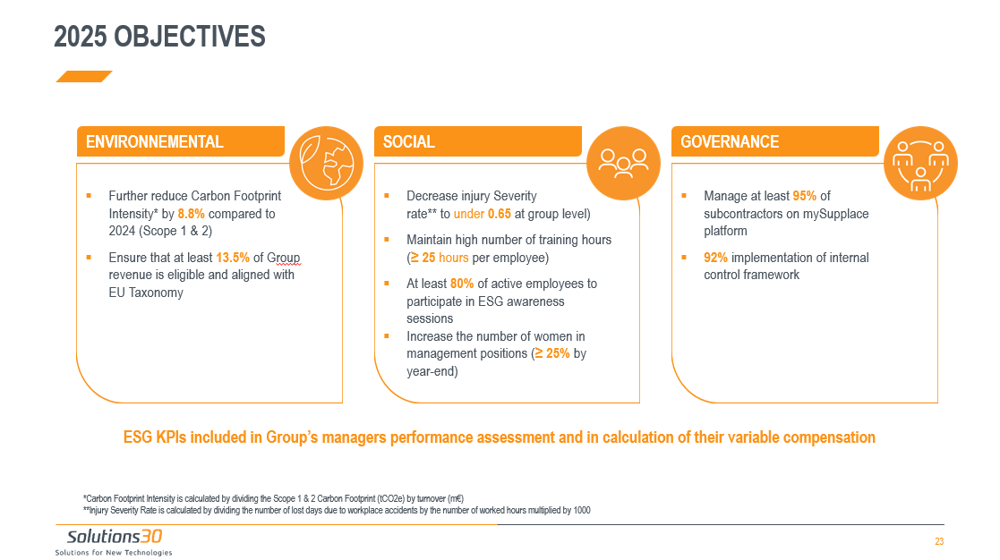 2025 OBJECTIVES
ENVIRONNEMENTAL
▪ Further reduce Carbon Footprint
Intensity* by 8.8% compared to
2024 (Scope 1 & 2)
▪ Ensure that at least 13.5% of Group
revenue is eligible and aligned with
EU Taxonomy
SOCIAL
▪ Decrease injury Severity
rate** to under 0.65 at group level)
▪ Maintain high number of training hours
(≥ 25 hours per employee)
▪ At least 80% of active employees to
participate in ESG awareness
sessions
▪ Increase the number of women in
management positions (≥ 25% by
year-end)
GOVERNANCE
▪ Manage at least 95% of
subcontractors on mySupplace
platform
▪ 92% implementation of internal
control framework
ESG KPIs included in Group’s managers performance assessment and in calculation of their variable compensation
*Carbon Footprint Intensity is calculated by dividing the Scope 1 & 2 Carbon Footprint (tCO2e) by turnover (m€)
**Injury Severity Rate is calculated by dividing the number of lost days due to workplace accidents by the number of worked hours multiplied by 1000
Solutions30
Solutions for New Technologies
23